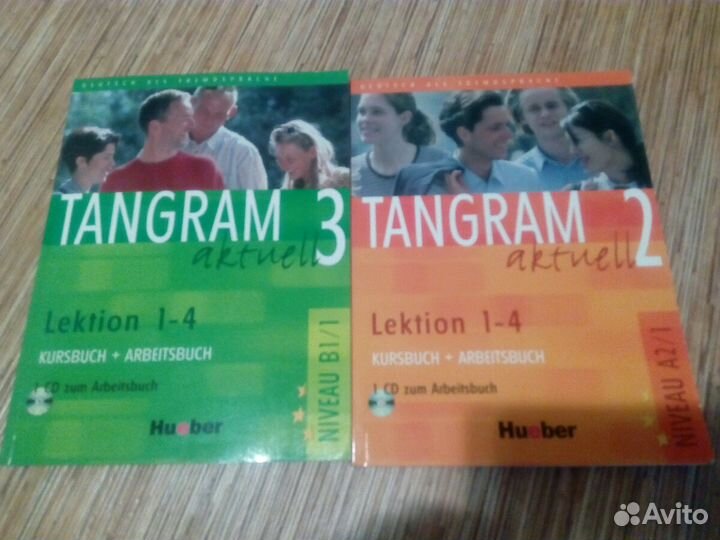 DEUTSCH ALS FREMDSPRACHE
TANGRAM
aktuell 3
Lektion 1-4
KURSBUCH + ARBEITSBUCH
1 CD zum Arbeitsbuch
NIVEAU B1/1
Hueber
DEUTSCH ALS FREMDSPRACHE
TANGRAM
aktuell 2
Lektion 1-4
KURSBUCH + ARBEITSBUCH
1 CD zum Arbeitsbuch
NIVEAU A2/1
Hueber
Avito